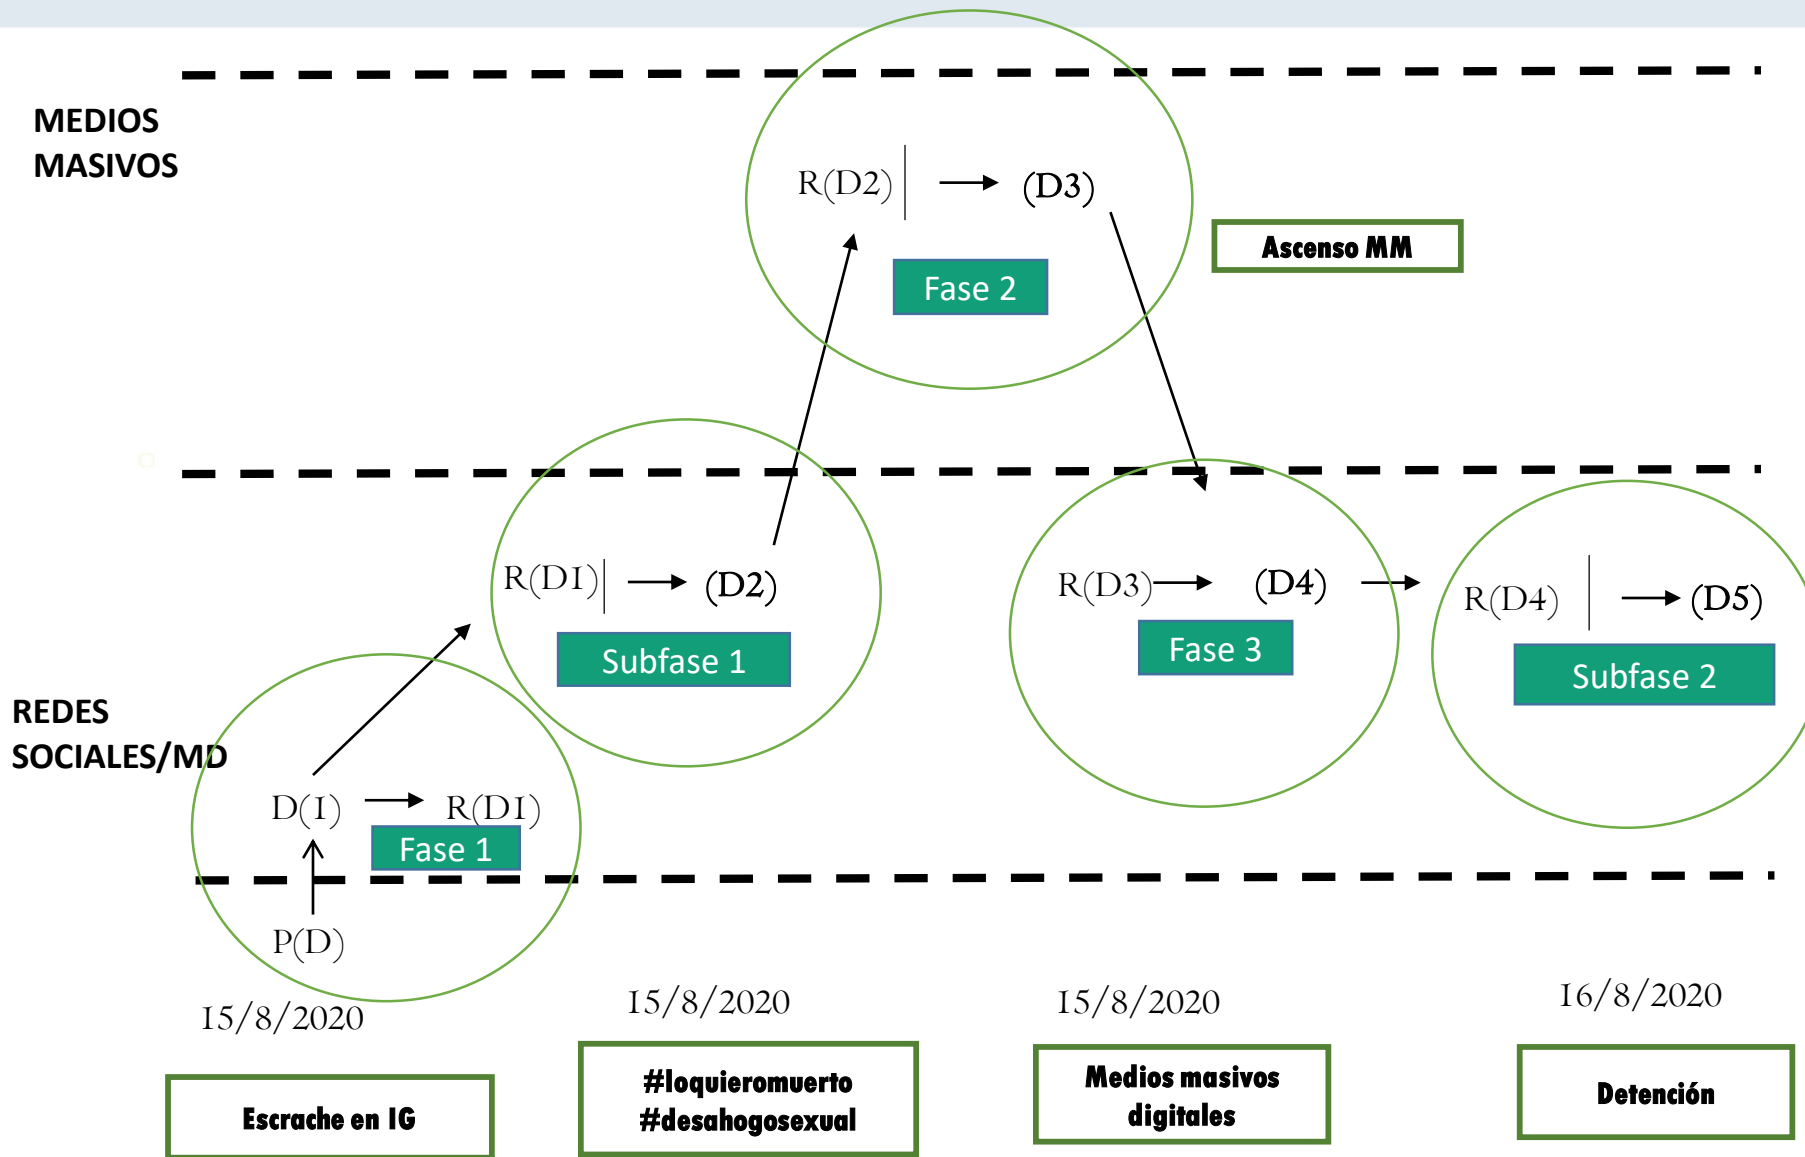 MEDIOS
MASIVOS
R(D2)
(D3)
Ascenso MM
Fase 2
R(D1)
(D2)
Subfase 1
R(D3)
(D4)
Fase 3
R(D4)
(D5)
Subfase 2
REDES
SOCIALES/MD
D(1)
R(D1)
Fase 1
P(D)
15/8/2020
15/8/2020
15/8/2020
16/8/2020
Escrache en IG
#loquieromuerto
#desahogosexual
Medios masivos
digitales
Detención